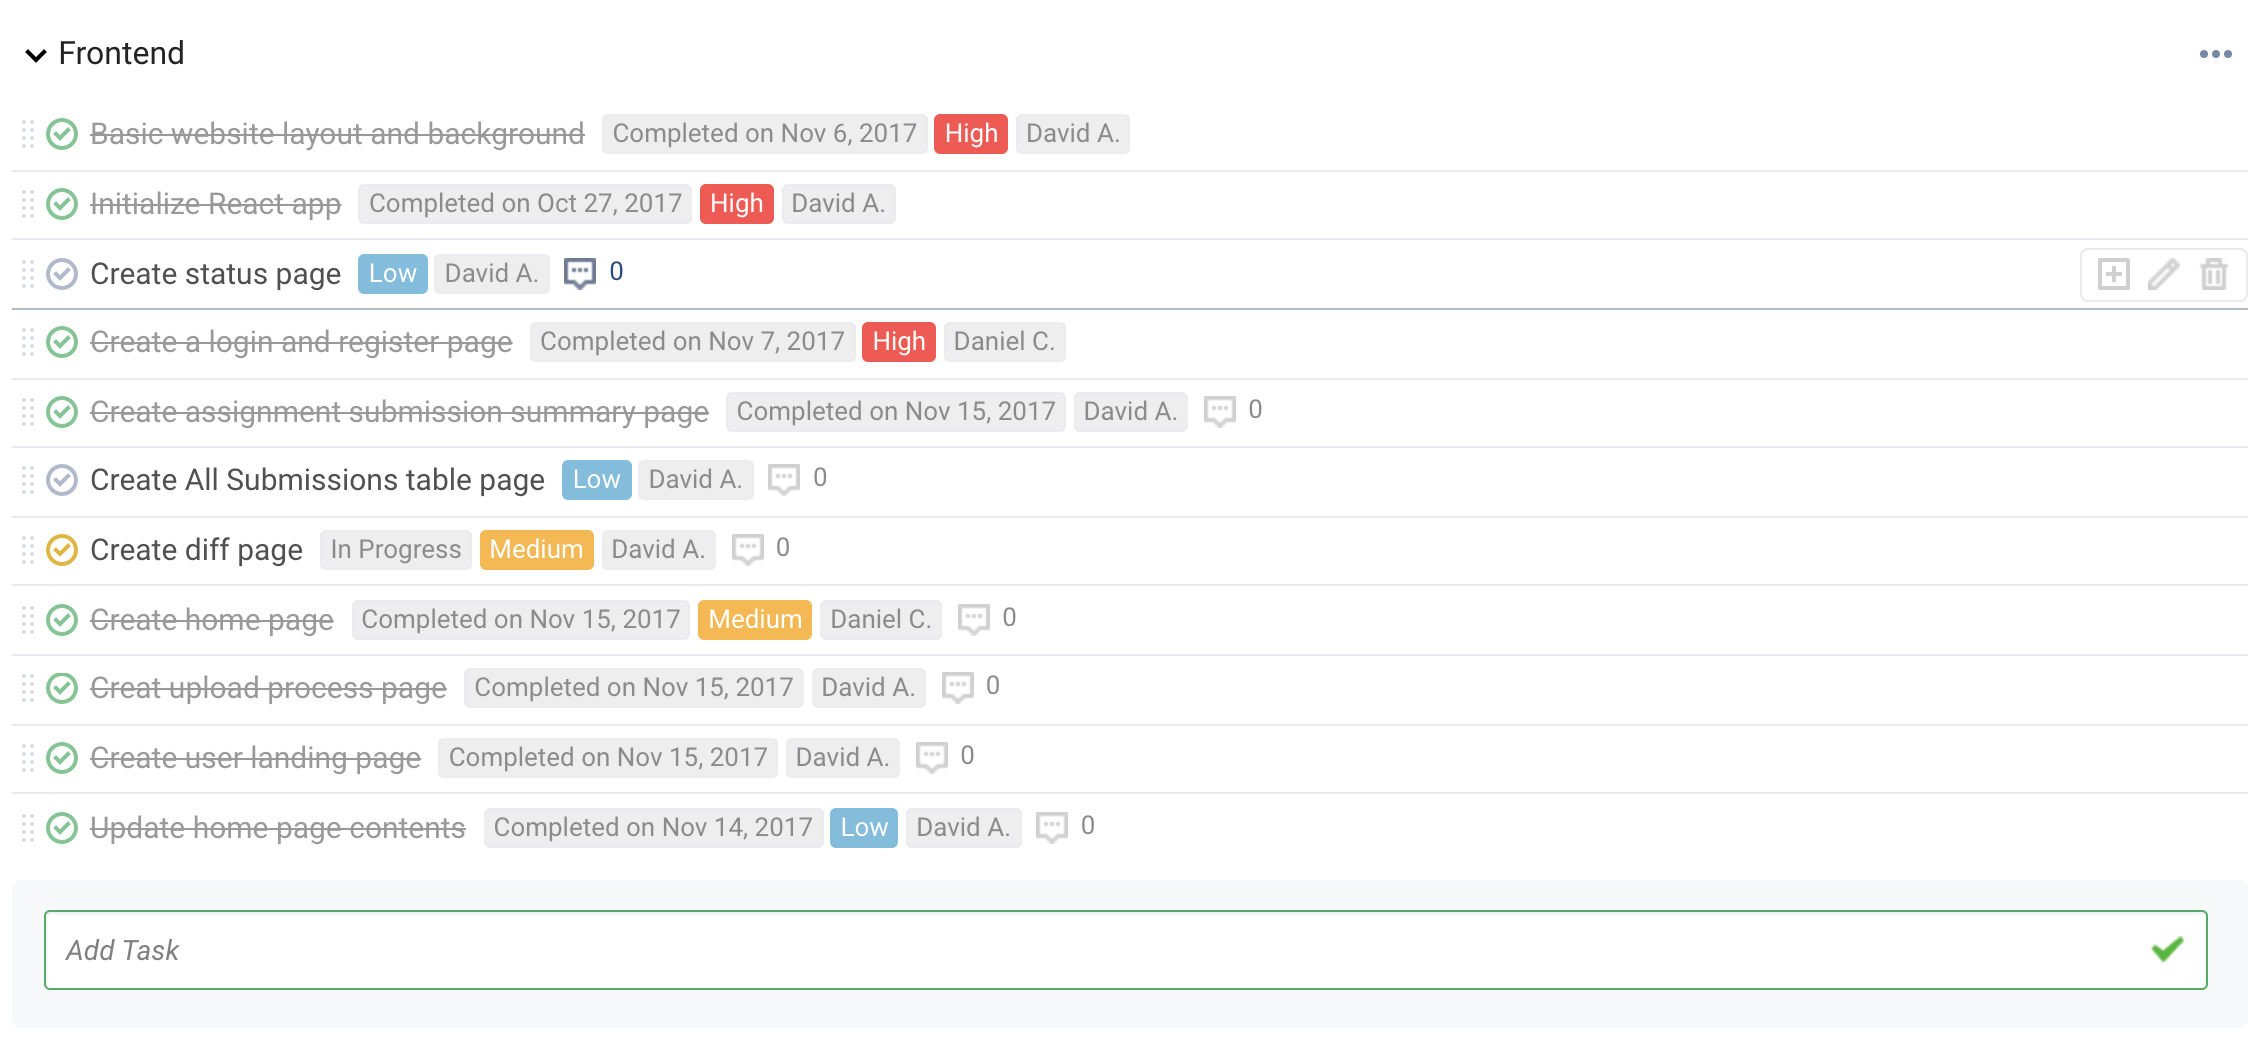 Frontend
Basic website layout and background Completed on Nov 6, 2017 High David A.
Initialize React app Completed on Oct 27, 2017 High David A.
Create status page Low David A. 0
Create a login and register page Completed on Nov 7, 2017 High Daniel C.
Create assignment submission summary page Completed on Nov 15, 2017 David A. 0
Create All Submissions table page Low David A. 0
Create diff page In Progress Medium David A. 0
Create home page Completed on Nov 15, 2017 Medium Daniel C. 0
Creat upload process page Completed on Nov 15, 2017 David A. 0
Create user landing page Completed on Nov 15, 2017 David A. 0
Update home page contents Completed on Nov 14, 2017 Low David A. 0
Add Task